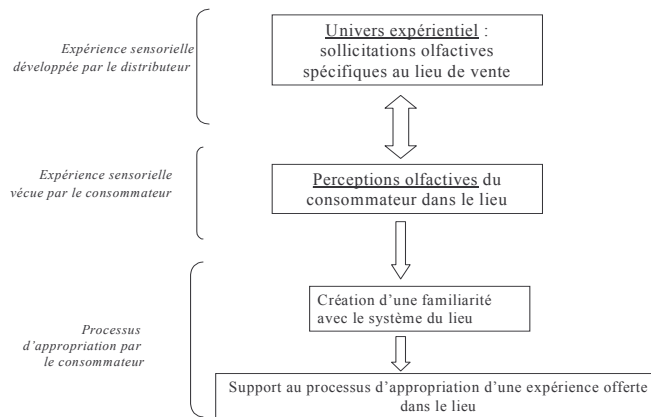 Univers expérientiel :
sollicitations olfactives
spécifiques au lieu de vente
Expérience sensorielle
développée par le distributeur
Expérience sensorielle
vécue par le consommateur
Perceptions olfactives du
consommateur dans le lieu
Création d’une familiarité
avec le système du lieu
Processus
d’appropriation par
le consommateur
Support au processus d’appropriation d’une expérience offerte
dans le lieu